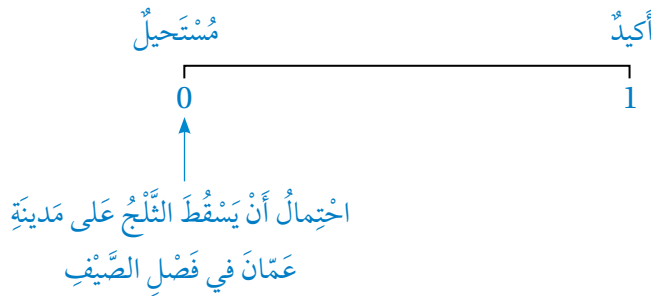 أَكيدٌ
مُسْتَحيلٌ
1
0
احْتِمالُ أَنْ يَسْقُطَ الثَّلْجُ عَلى مَدينَةِ
عَمّانَ في فَصْلِ الصَّيْفِ